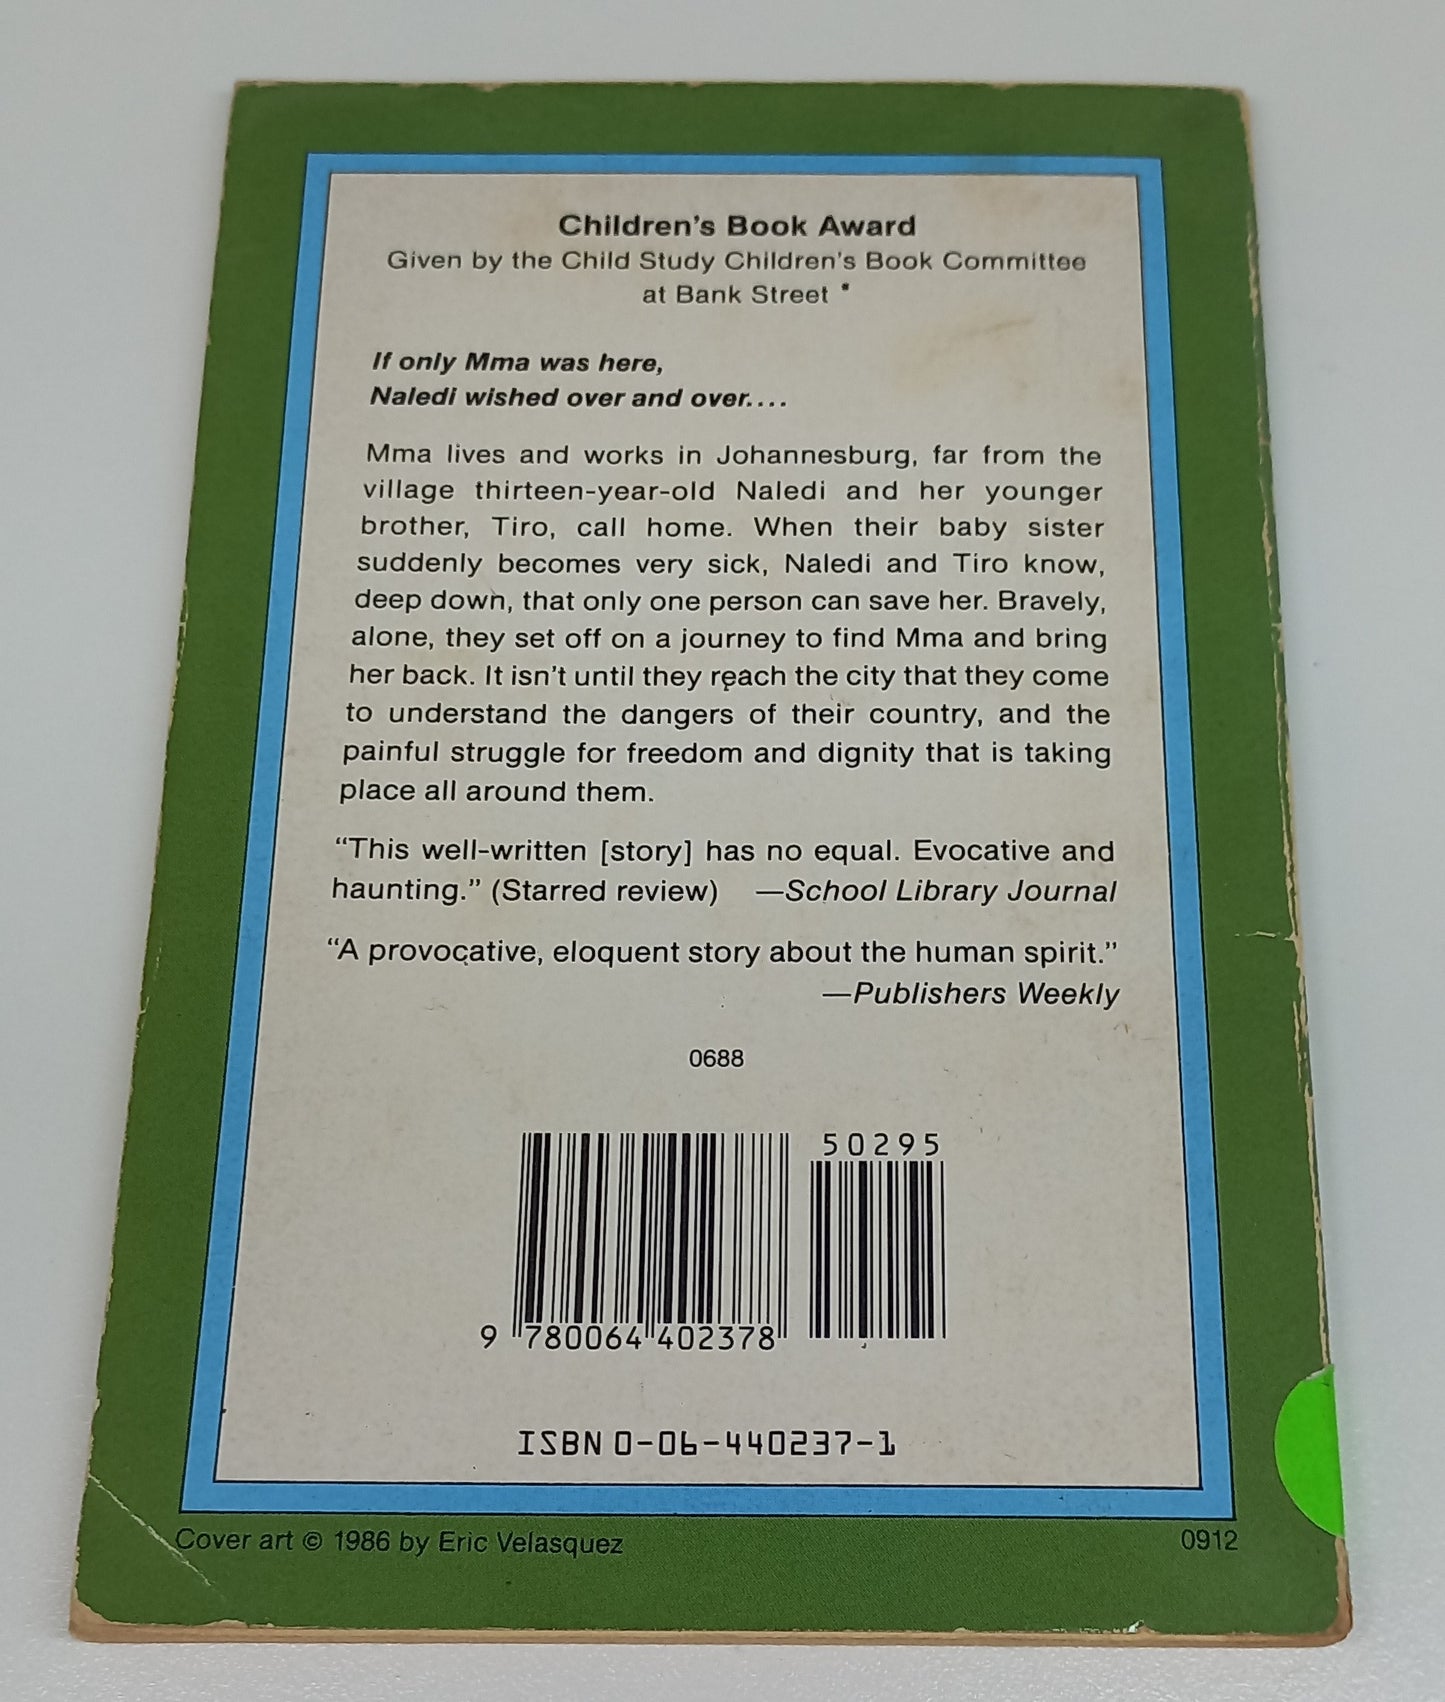 Children's Book Award
Given by the Child Study Children's Book Committee
at Bank Street *
If only Mma was here,
Naledi wished over and over....
Mma lives and works in Johannesburg, far from the
village thirteen-year-old Naledi and her younger
brother, Tiro, call home. When their baby sister
suddenly becomes very sick, Naledi and Tiro know,
deep down, that only one person can save her. Bravely,
alone, they set off on a journey to find Mma and bring
her back. It isn't until they reach the city that they come
to understand the dangers of their country, and the
painful struggle for freedom and dignity that is taking
place all around them.
“This well-written [story] has no equal. Evocative and
haunting.” (Starred review) —School Library Journal
“A provocative, eloquent story about the human spirit.”
—Publishers Weekly
0688
50295
9 780064 402378
ISBN 0-06-440237-1
Cover art © 1986 by Eric Velasquez
0912